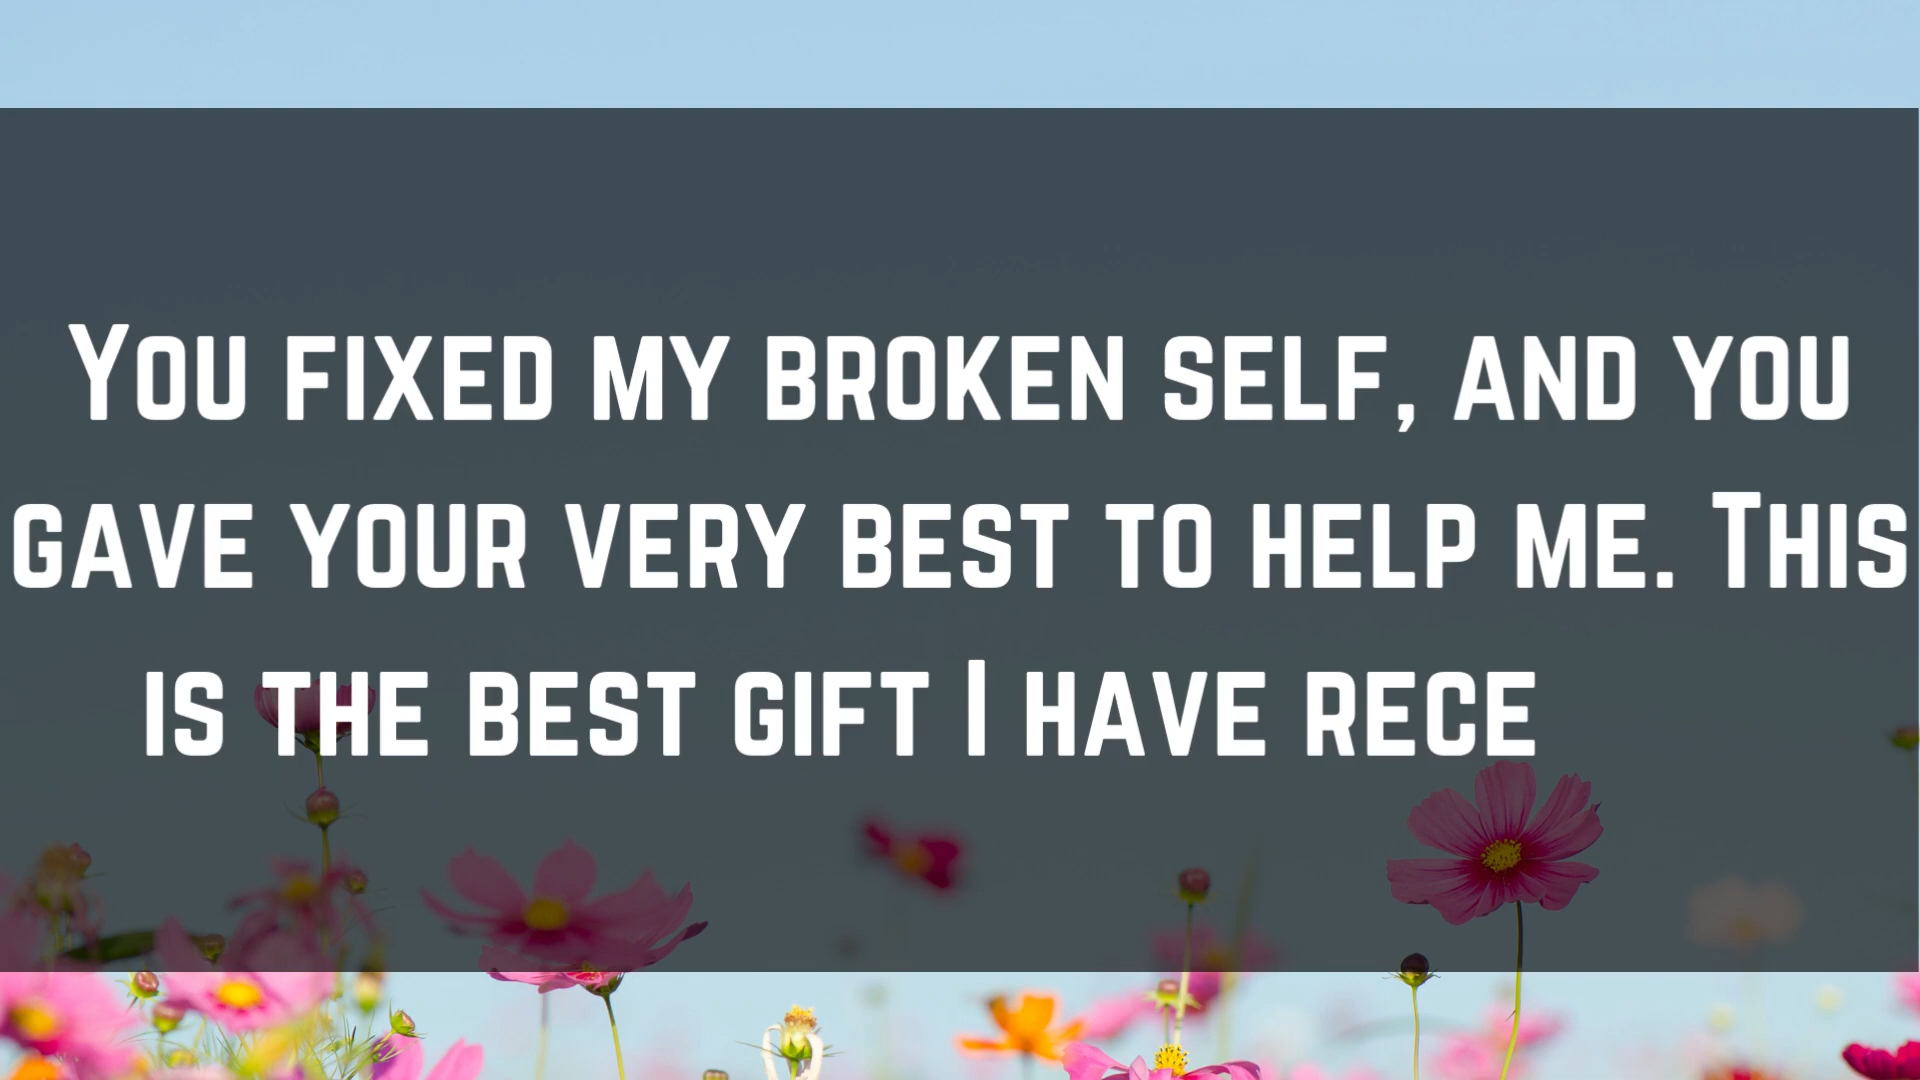 You fixed my broken self, and you
gave your very best to help me. This
is the best gift I have rece